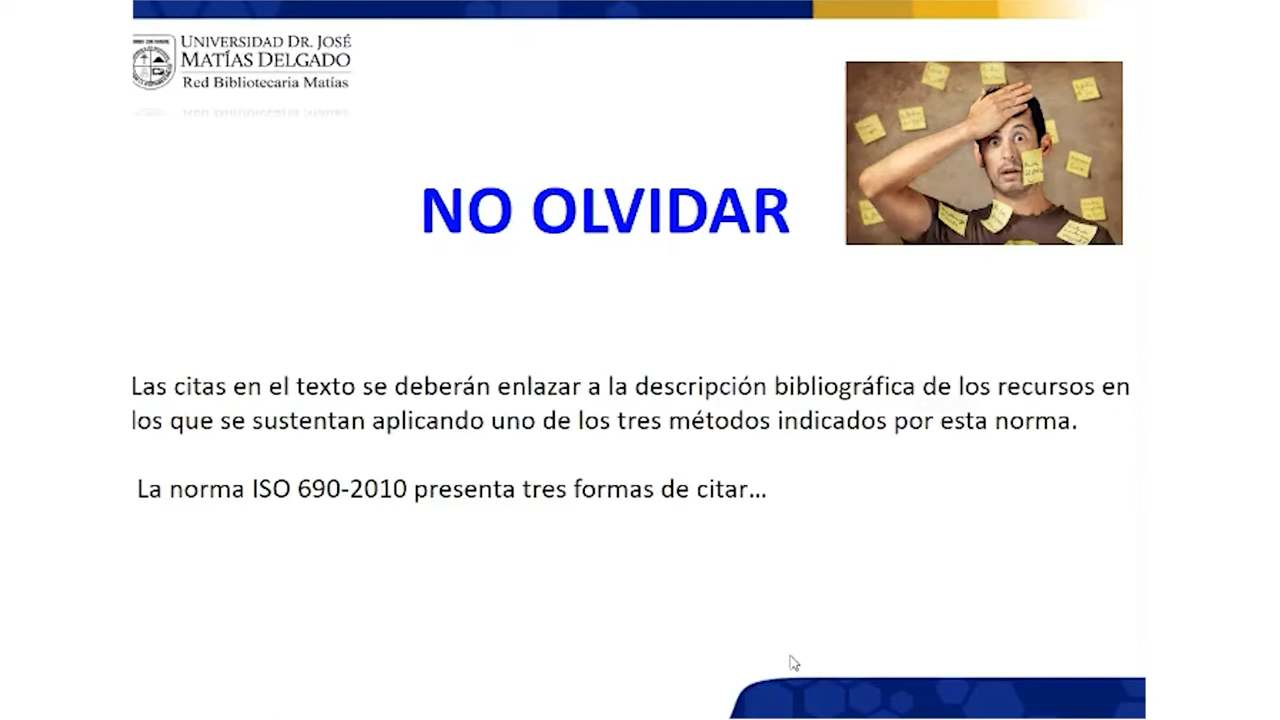 UNIVERSIDAD DR. JOSÉ
MATÍAS DELGADO
Red Bibliotecaria Matías
NO OLVIDAR
Las citas en el texto se deberán enlazar a la descripción bibliográfica de los recursos en
los que se sustentan aplicando uno de los tres métodos indicados por esta norma.
La norma ISO 690-2010 presenta tres formas de citar...